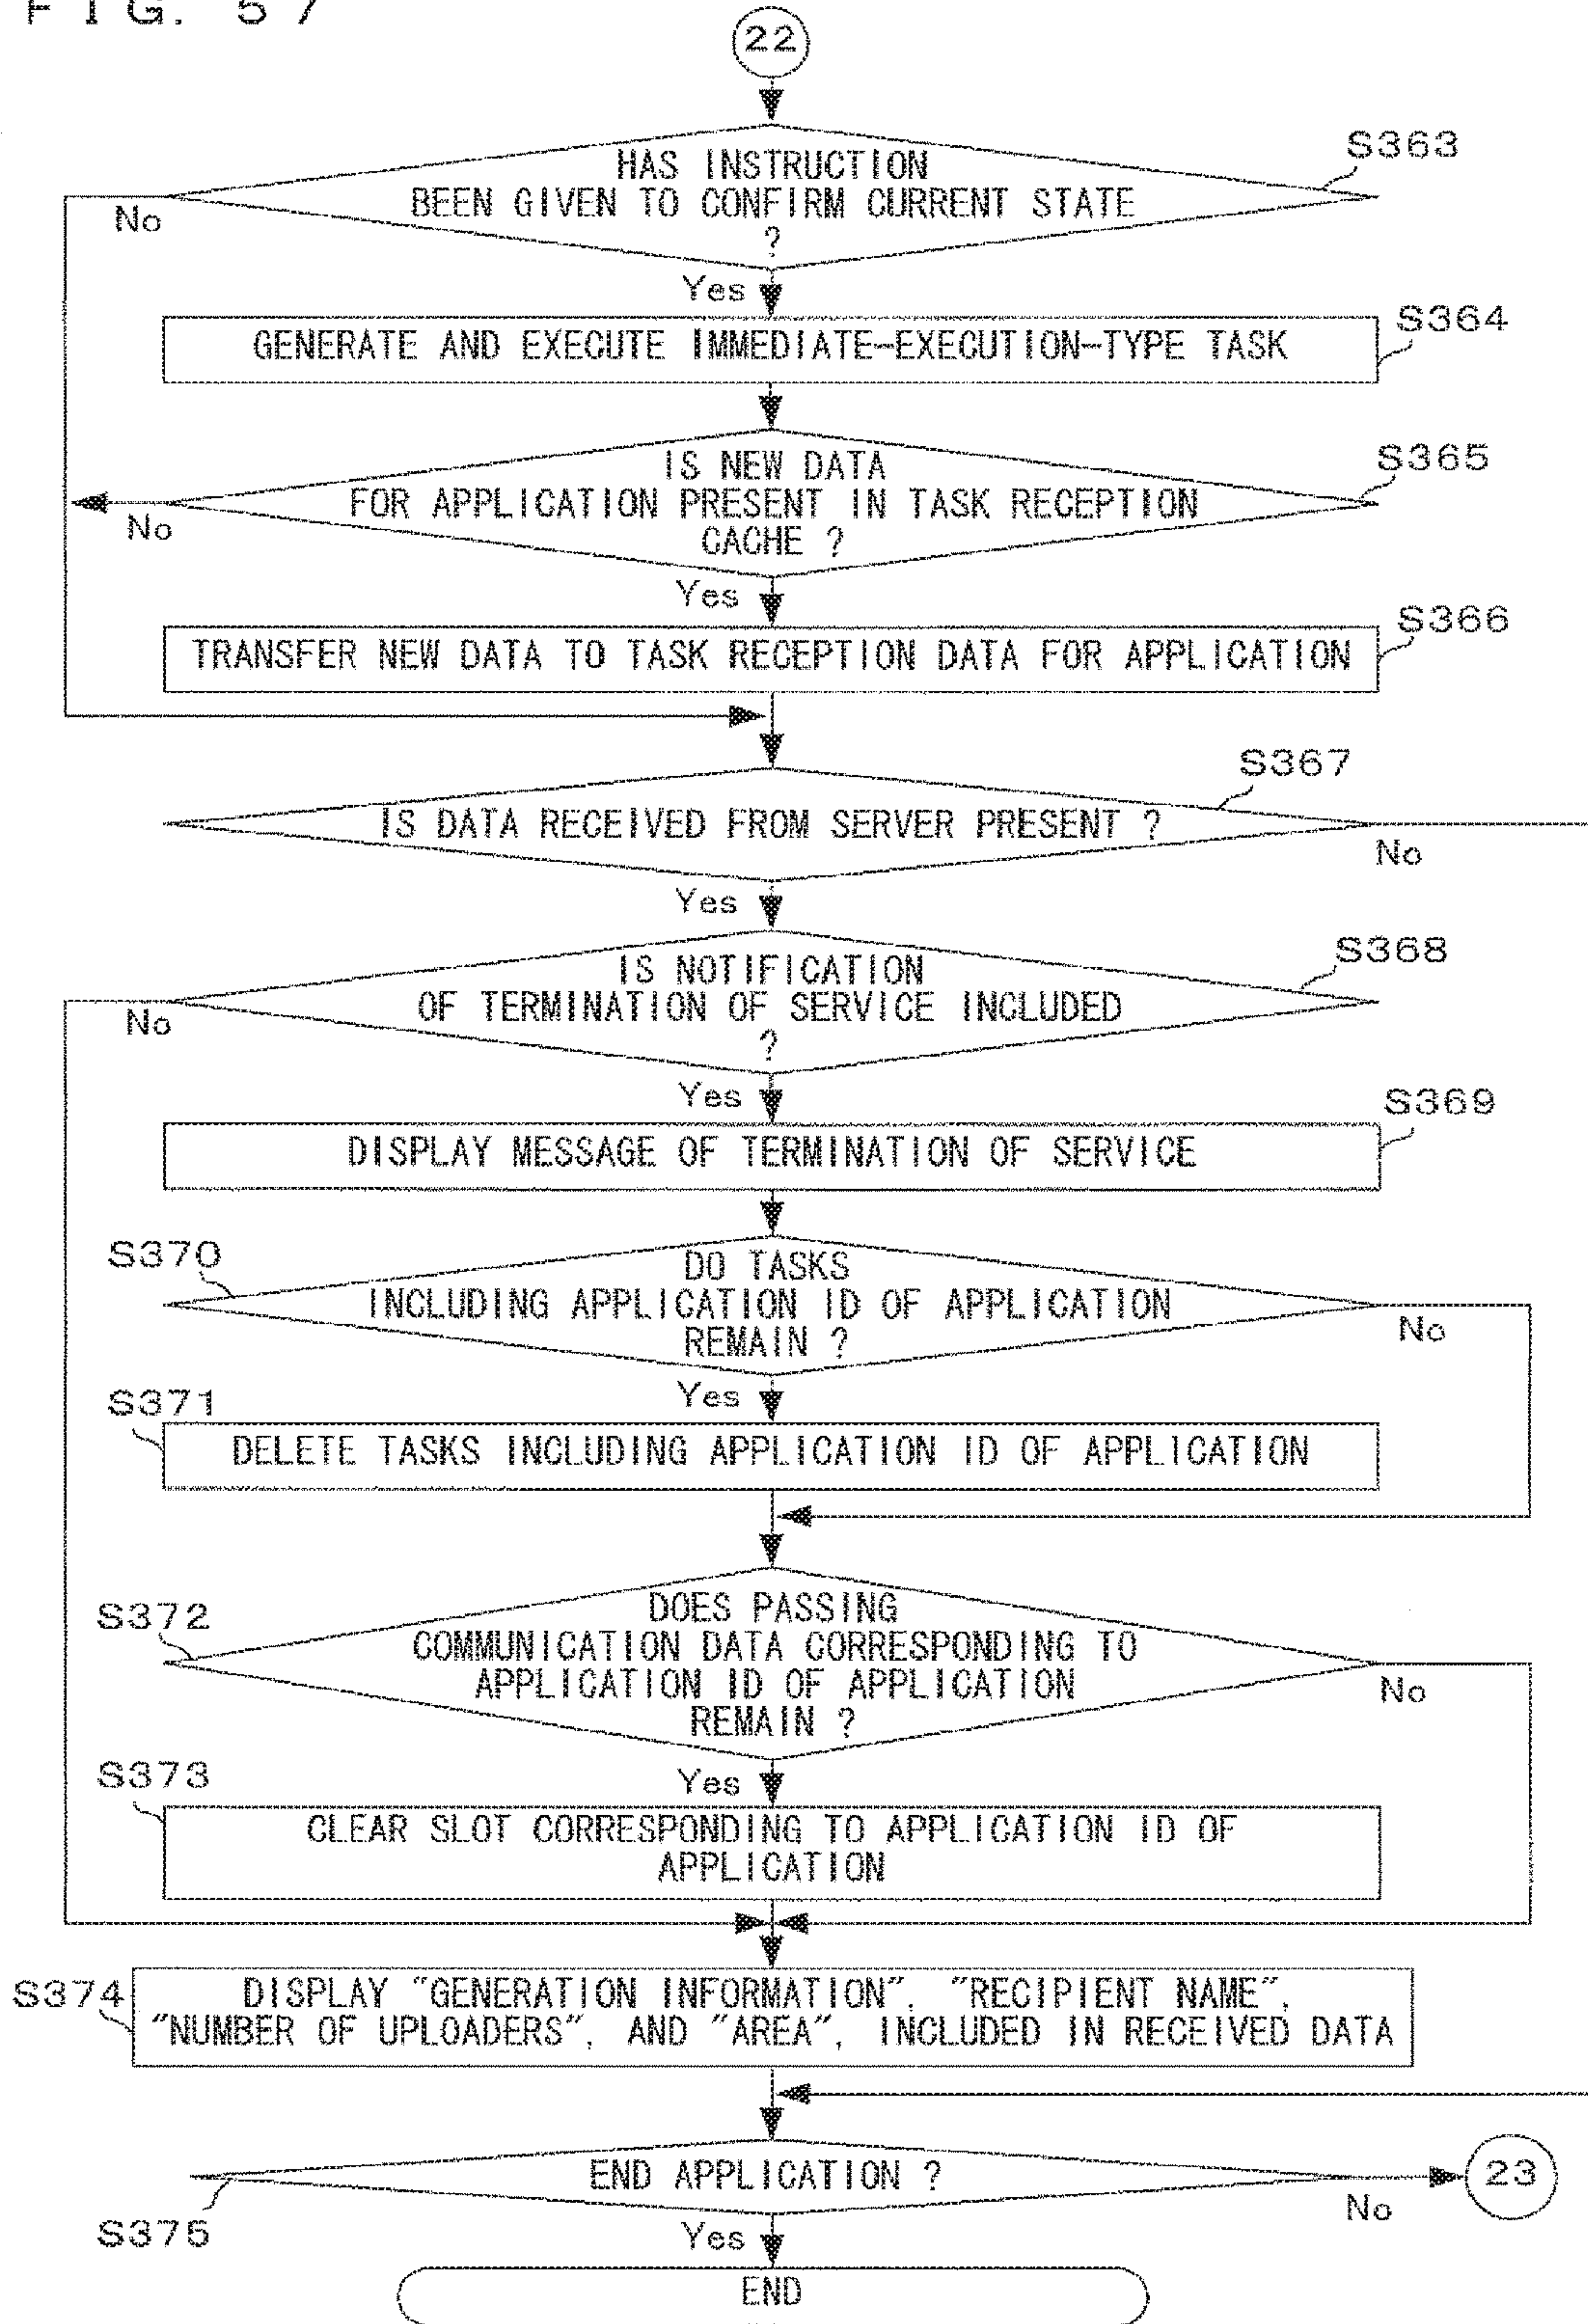 FIG. 57
22
HAS INSTRUCTION
BEEN GIVEN TO CONFIRM CURRENT STATE
?
S363
No
Yes
GENERATE AND EXECUTE IMMEDIATE-EXECUTION-TYPE TASK
S364
IS NEW DATA
FOR APPLICATION PRESENT IN TASK RECEPTION
CACHE ?
S365
No
Yes
TRANSFER NEW DATA TO TASK RECEPTION DATA FOR APPLICATION
S366
S367
IS DATA RECEIVED FROM SERVER PRESENT ?
No
Yes
IS NOTIFICATION
OF TERMINATION OF SERVICE INCLUDED
?
S368
No
Yes
DISPLAY MESSAGE OF TERMINATION OF SERVICE
S369
S370
DO TASKS
INCLUDING APPLICATION ID OF APPLICATION
REMAIN ?
No
Yes
S371
DELETE TASKS INCLUDING APPLICATION ID OF APPLICATION
S372
DOES PASSING
COMMUNICATION DATA CORRESPONDING TO
APPLICATION ID OF APPLICATION
REMAIN ?
No
Yes
S373
CLEAR SLOT CORRESPONDING TO APPLICATION ID OF
APPLICATION
S374
DISPLAY "GENERATION INFORMATION", "RECIPIENT NAME",
"NUMBER OF UPLOADERS", AND "AREA", INCLUDED IN RECEIVED DATA
END APPLICATION ?
23
No
S375
Yes
END